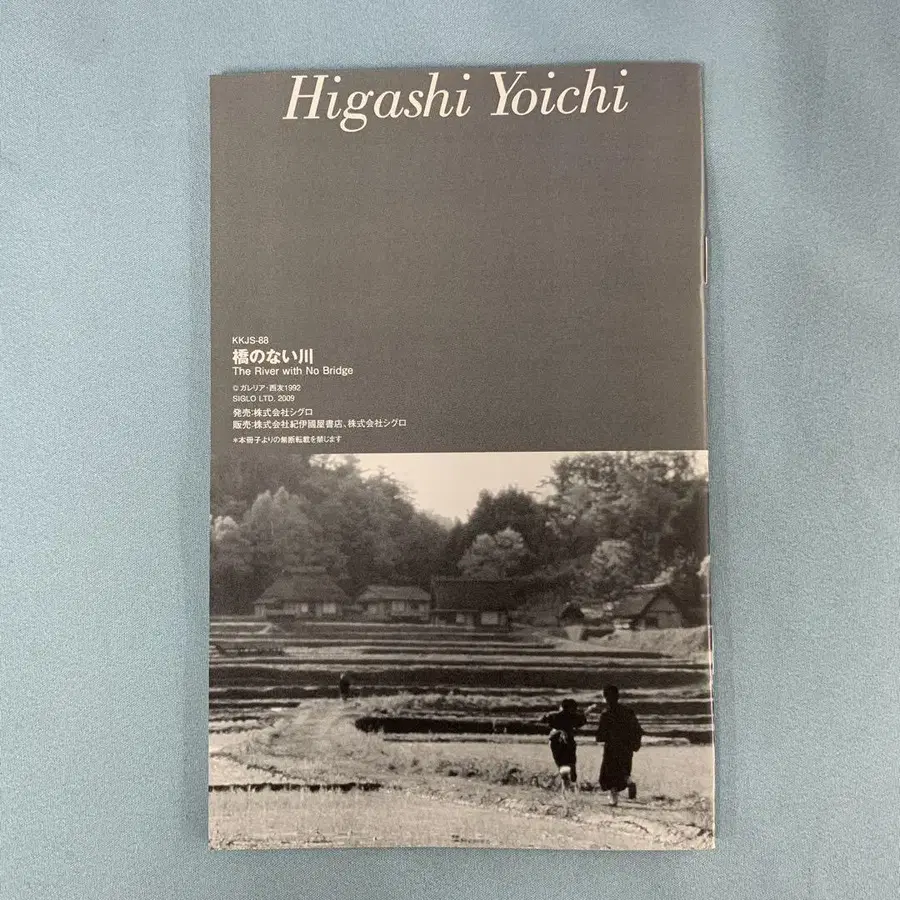 Higashi Yoichi
KKJS-88
橋のない川
The River with No Bridge
© ガレリア・西友1992
SIGLO LTD. 2009
発売:株式会社シグロ
販売:株式会社紀伊國屋書店、株式会社シグロ
*本冊子よりの無断転載を禁じます